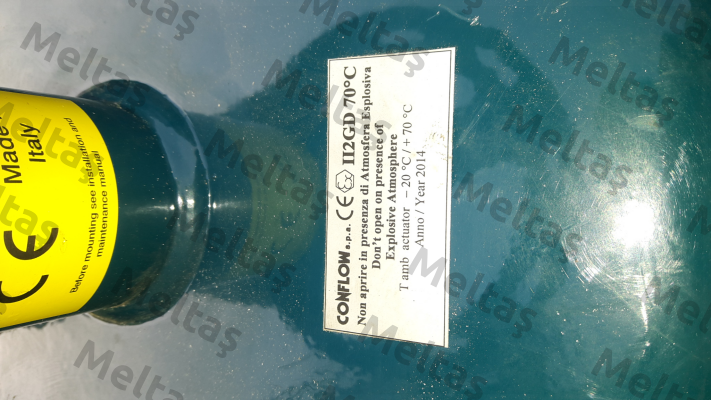 CONFLOW s.p.a. CE Ex II2GD 70°C
Non aprire in presenza di Atmosfera Esplosiva
Don't open on presence of
Explosive Atmosphere
T amb actuator – 20 °C / + 70 °C
Anno / Year 2014
Made
Italy
CE
Before mounting see installation and
maintenance manual
Meltaş